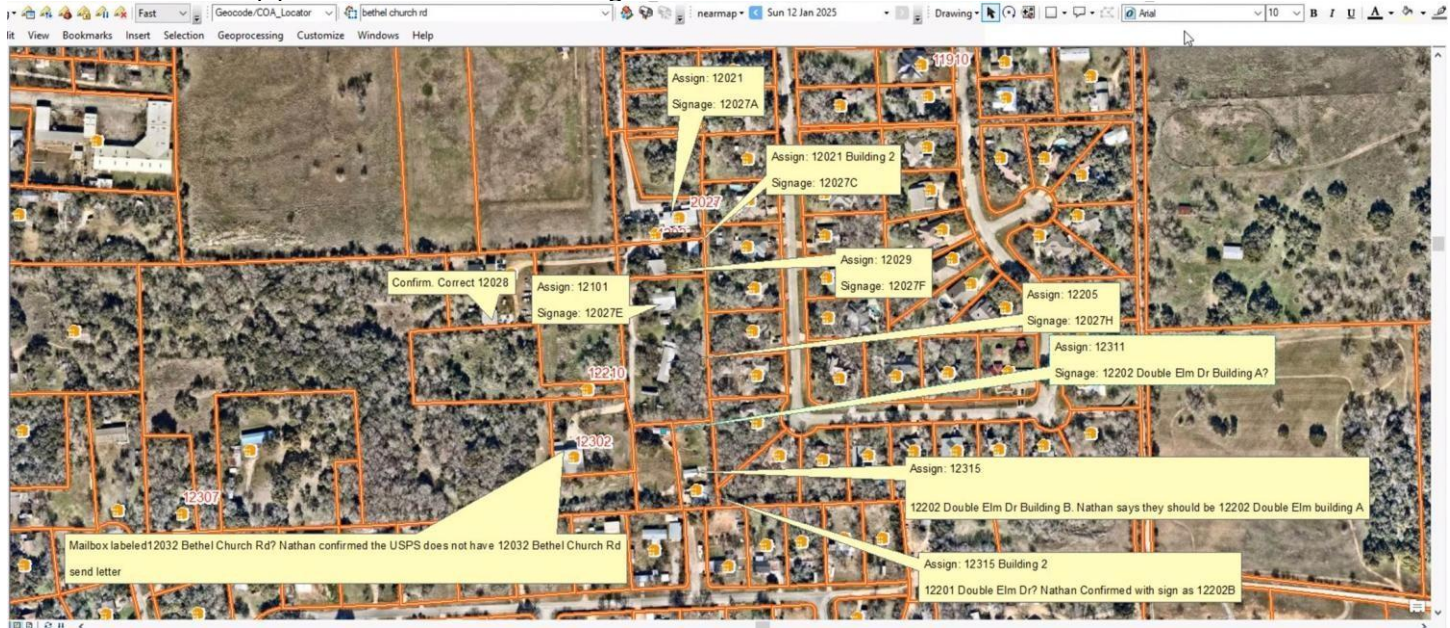 Fast
Geocode/COA_Locator
bethel church rd
nearmap
Sun 12 Jan 2025
Drawing
Arial
10
B I U A
it View Bookmarks Insert Selection Geoprocessing Customize Windows Help
11910
Assign: 12021
Signage: 12027A
Assign: 12021 Building 2
Signage: 12027C
2027
Assign: 12029
Signage: 12027F
Confirm. Correct 12028
Assign: 12101
Signage: 12027E
Assign: 12205
Signage: 12027H
Assign: 12311
Signage: 12202 Double Elm Dr Building A?
12210
12302
12307
Assign: 12315
12202 Double Elm Dr Building B. Nathan says they should be 12202 Double Elm building A
Mailbox labeled12032 Bethel Church Rd? Nathan confirmed the USPS does not have 12032 Bethel Church Rd
send letter
Assign: 12315 Building 2
12201 Double Elm Dr? Nathan Confirmed with sign as 12202B